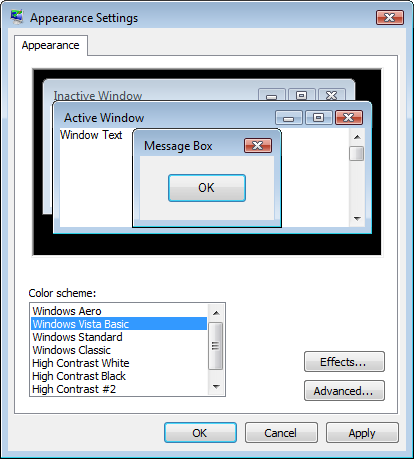 Appearance Settings
Appearance
Inactive Window
Active Window
Window Text
Message Box
OK
Color scheme:
Windows Aero
Windows Vista Basic
Windows Standard
Windows Classic
High Contrast White
High Contrast Black
High Contrast #2
Effects...
Advanced...
OK
Cancel
Apply